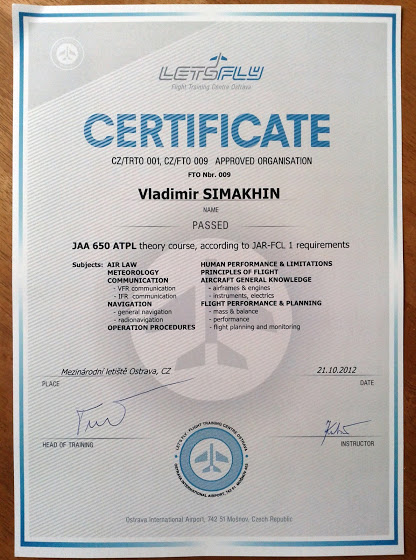 LET'S FLY
Flight Training Centre Ostrava
CERTIFICATE
CZ/TRTO 001, CZ/FTO 009 APPROVED ORGANISATION
FTO Nbr. 009
Vladimir SIMAKHIN
NAME
PASSED
JAA 650 ATPL theory course, according to JAR-FCL 1 requirements
Subjects: AIR LAW
METEOROLOGY
COMMUNICATION
- VFR communication
- IFR communication
NAVIGATION
- general navigation
- radionavigation
OPERATION PROCEDURES
HUMAN PERFORMANCE & LIMITATIONS
PRINCIPLES OF FLIGHT
AIRCRAFT GENERAL KNOWLEDGE
- airframes & engines
- instruments, electrics
FLIGHT PERFORMANCE & PLANNING
- mass & balance
- performance
- flight planning and monitoring
Mezinárodní letiště Ostrava, CZ
21.10.2012
PLACE
DATE
HEAD OF TRAINING
INSTRUCTOR
LET'S FLY - FLIGHT TRAINING CENTRE OSTRAVA
OSTRAVA INTERNATIONAL AIRPORT, 742 51 MOŠNOV
Ostrava International Airport, 742 51 Mošnov, Czech Republic